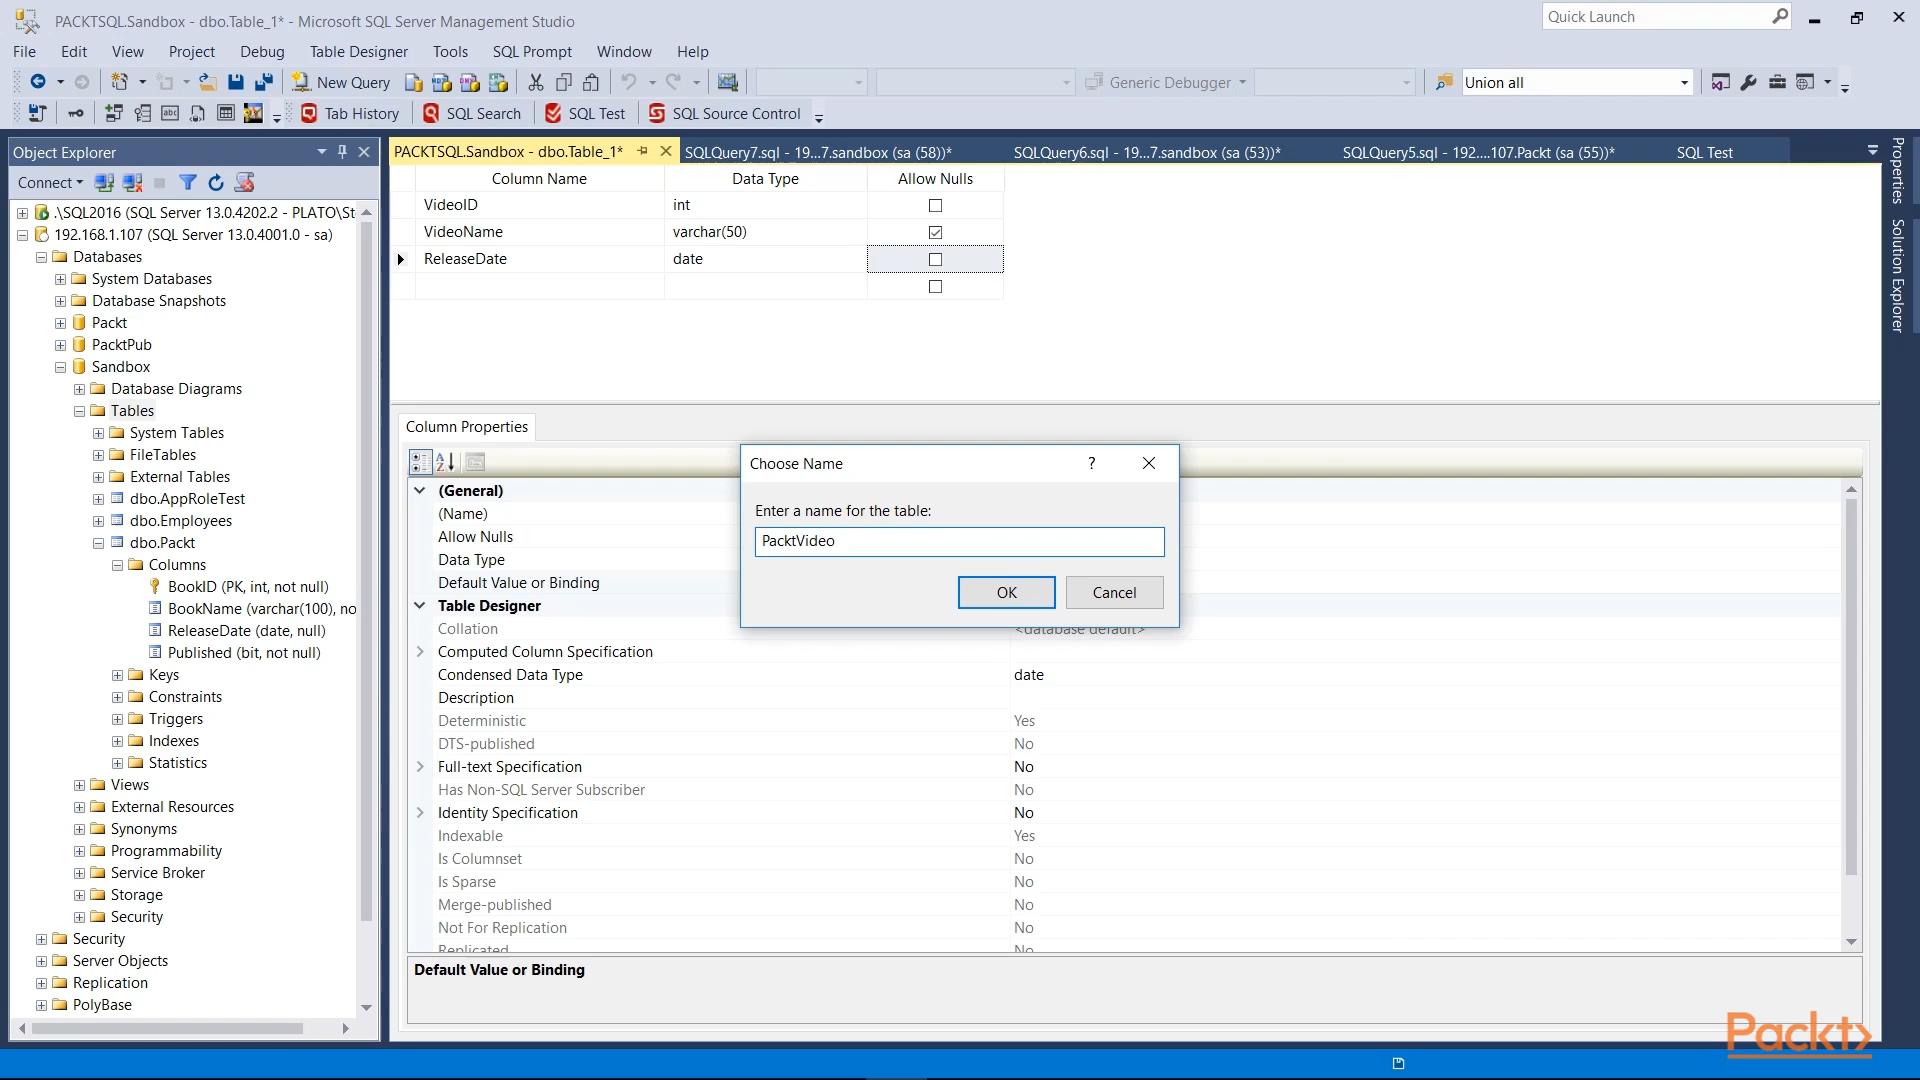 PACKTSQL.Sandbox - dbo.Table_1* - Microsoft SQL Server Management Studio
Quick Launch
File Edit View Project Debug Table Designer Tools SQL Prompt Window Help
New Query
Generic Debugger
Union all
Tab History SQL Search SQL Test SQL Source Control
Object Explorer
PACKTSQL.Sandbox - dbo.Table_1*
SQLQuery7.sql - 19...7.sandbox (sa (58))*
SQLQuery6.sql - 19...7.sandbox (sa (53))*
SQLQuery5.sql - 192....107.Packt (sa (55))*
SQL Test
Properties
Solution Explorer
Connect
.\SQL2016 (SQL Server 13.0.4202.2 - PLATO\St
192.168.1.107 (SQL Server 13.0.4001.0 - sa)
Databases
System Databases
Database Snapshots
Packt
PacktPub
Sandbox
Database Diagrams
Tables
System Tables
FileTables
External Tables
dbo.AppRoleTest
dbo.Employees
dbo.Packt
Columns
BookID (PK, int, not null)
BookName (varchar(100), no
ReleaseDate (date, null)
Published (bit, not null)
Keys
Constraints
Triggers
Indexes
Statistics
Views
External Resources
Synonyms
Programmability
Service Broker
Storage
Security
Security
Server Objects
Replication
PolyBase
Column Name Data Type Allow Nulls
VideoID int
VideoName varchar(50)
ReleaseDate date
Column Properties
(General)
(Name)
Allow Nulls
Data Type
Default Value or Binding
Table Designer
Collation <database default>
Computed Column Specification
Condensed Data Type date
Description
Deterministic Yes
DTS-published No
Full-text Specification No
Has Non-SQL Server Subscriber No
Identity Specification No
Indexable Yes
Is Columnset No
Is Sparse No
Merge-published No
Not For Replication No
Replicated No
Default Value or Binding
Choose Name
?
Enter a name for the table:
PacktVideo
OK Cancel
Packt>